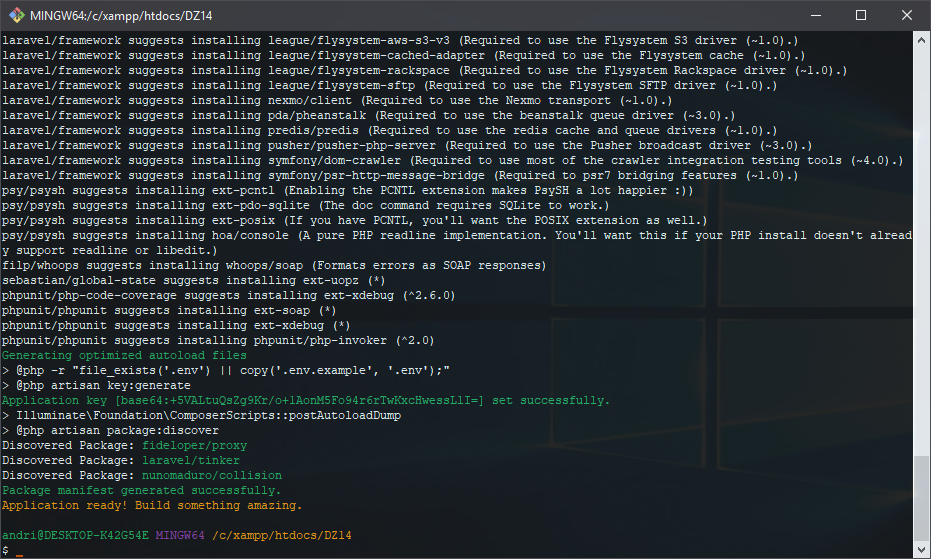 MINGW64:/c/xampp/htdocs/DZ14
laravel/framework suggests installing league/flysystem-aws-s3-v3 (Required to use the Flysystem S3 driver (~1.0).)
laravel/framework suggests installing league/flysystem-cached-adapter (Required to use the Flysystem cache (~1.0).)
laravel/framework suggests installing league/flysystem-rackspace (Required to use the Flysystem Rackspace driver (~1.0).)
laravel/framework suggests installing league/flysystem-sftp (Required to use the Flysystem SFTP driver (~1.0).)
laravel/framework suggests installing nexmo/client (Required to use the Nexmo transport (~1.0).)
laravel/framework suggests installing pda/pheanstalk (Required to use the beanstalk queue driver (~3.0).)
laravel/framework suggests installing predis/predis (Required to use the redis cache and queue drivers (~1.0).)
laravel/framework suggests installing pusher/pusher-php-server (Required to use the Pusher broadcast driver (~3.0).)
laravel/framework suggests installing symfony/dom-crawler (Required to use most of the crawler integration testing tools (~4.0).)
laravel/framework suggests installing symfony/psr-http-message-bridge (Required to psr7 bridging features (~1.0).)
psy/psysh suggests installing ext-pcntl (Enabling the PCNTL extension makes PsySH a lot happier :))
psy/psysh suggests installing ext-pdo-sqlite (The doc command requires SQLite to work.)
psy/psysh suggests installing ext-posix (If you have PCNTL, you'll want the POSIX extension as well.)
psy/psysh suggests installing hoa/console (A pure PHP readline implementation. You'll want this if your PHP install doesn't alread
y support readline or libedit.)
filp/whoops suggests installing whoops/soap (Formats errors as SOAP responses)
sebastian/global-state suggests installing ext-uopz (*)
phpunit/php-code-coverage suggests installing ext-xdebug (^2.6.0)
phpunit/phpunit suggests installing ext-soap (*)
phpunit/phpunit suggests installing ext-xdebug (*)
phpunit/phpunit suggests installing phpunit/php-invoker (^2.0)
Generating optimized autoload files
> @php -r "file_exists('.env') || copy('.env.example', '.env');"
> @php artisan key:generate
Application key [base64:+5VALtuQsZg9Kr/o+lAonM5Fo94r6rTwKxcHwessLlI=] set successfully.
> Illuminate\Foundation\ComposerScripts::postAutoloadDump
> @php artisan package:discover
Discovered Package: fideloper/proxy
Discovered Package: laravel/tinker
Discovered Package: nunomaduro/collision
Package manifest generated successfully.
Application ready! Build something amazing.
andri@DESKTOP-K42G54E MINGW64 /c/xampp/htdocs/DZ14
$